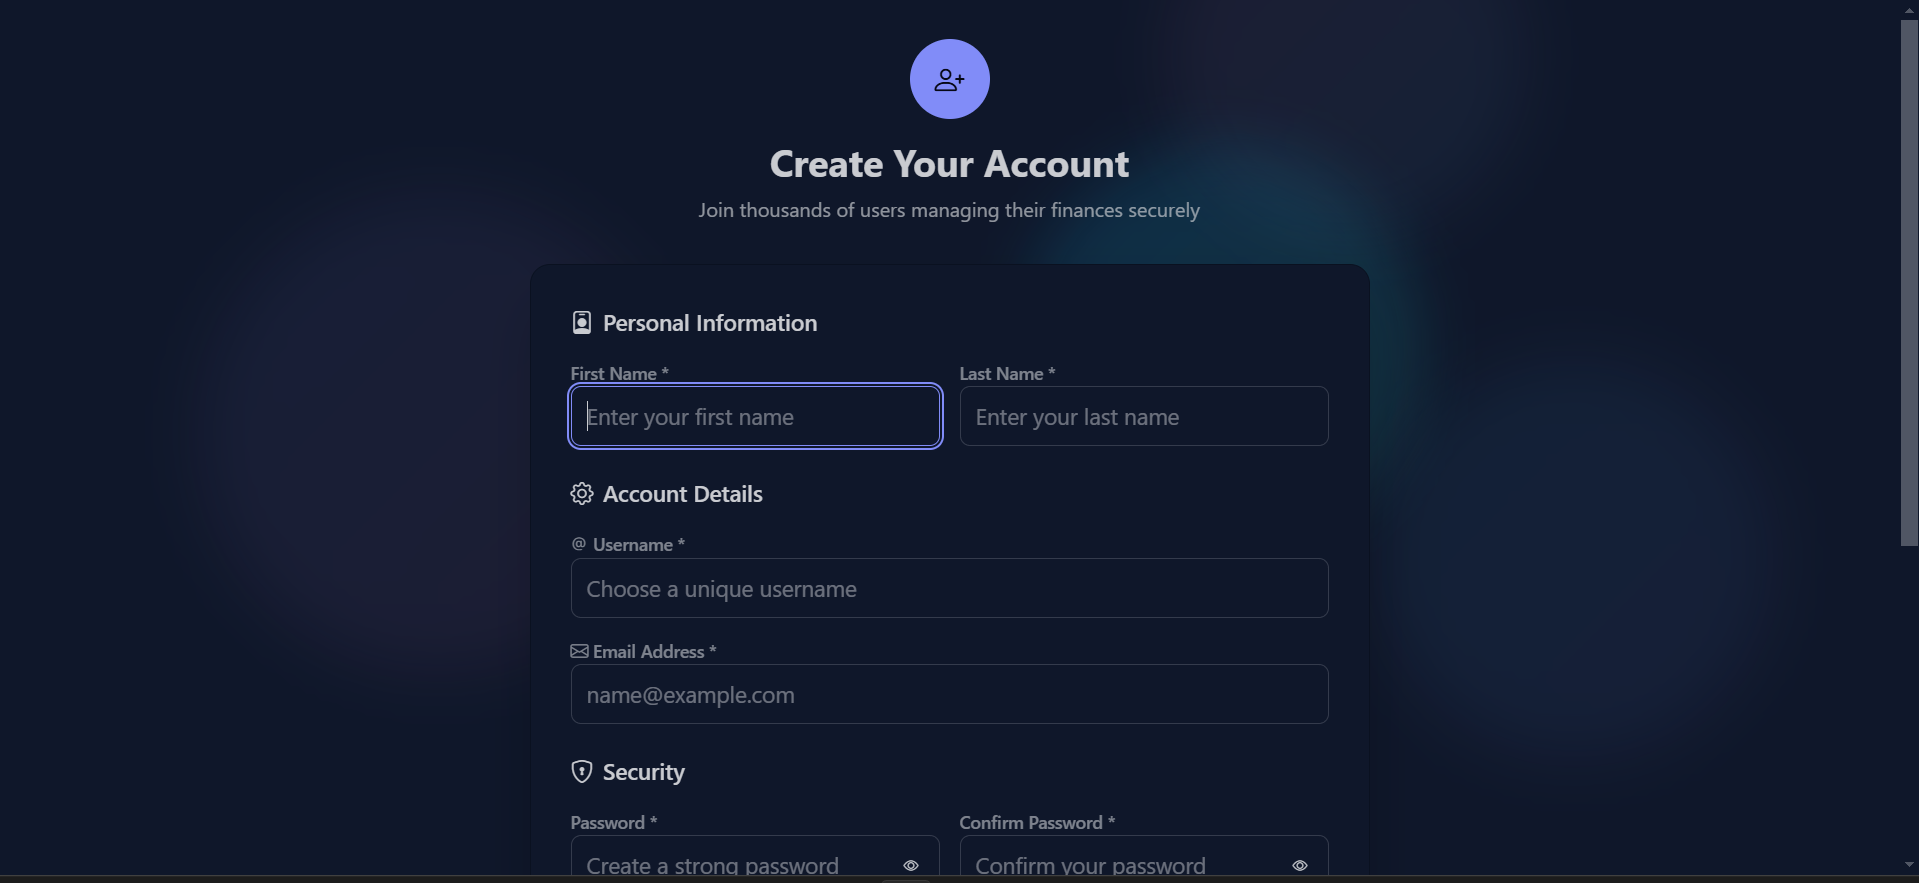 Create Your Account
Join thousands of users managing their finances securely
Personal Information
First Name *
Last Name *
Enter your first name
Enter your last name
Account Details
@ Username *
Choose a unique username
Email Address *
name@example.com
Security
Password *
Confirm Password *
Create a strong password
Confirm your password